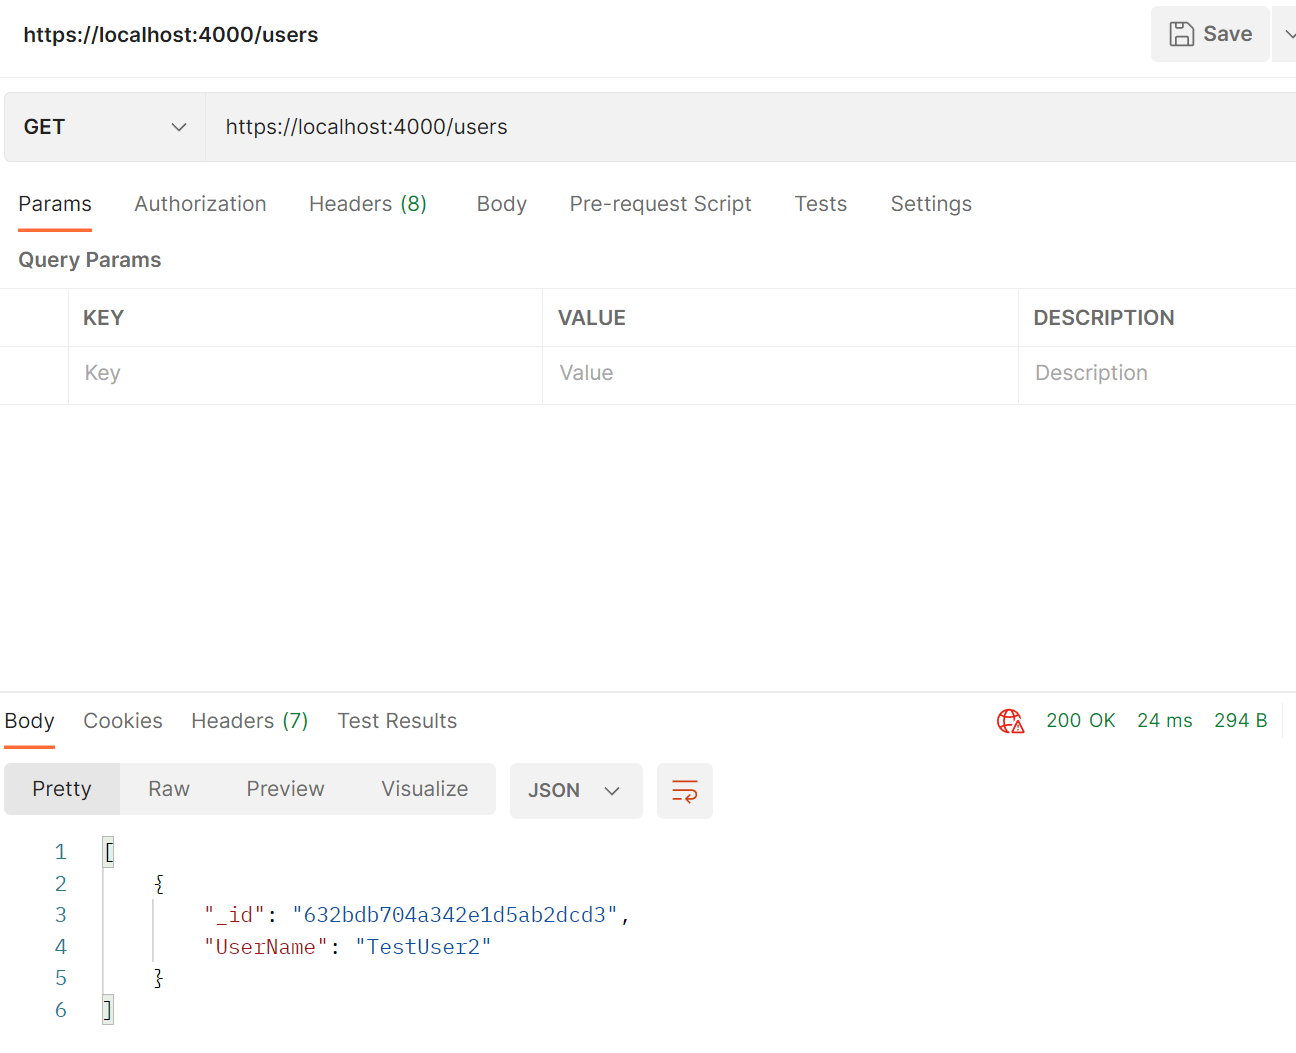 https://localhost:4000/users
Save
GET
https://localhost:4000/users
Params Authorization Headers (8) Body Pre-request Script Tests Settings
Query Params
KEY VALUE DESCRIPTION
Key Value Description
Body Cookies Headers (7) Test Results 200 OK 24 ms 294 B
Pretty Raw Preview Visualize JSON
1 [
2 {
3 "_id": "632bdb704a342e1d5ab2dcd3",
4 "UserName": "TestUser2"
5 }
6 ]